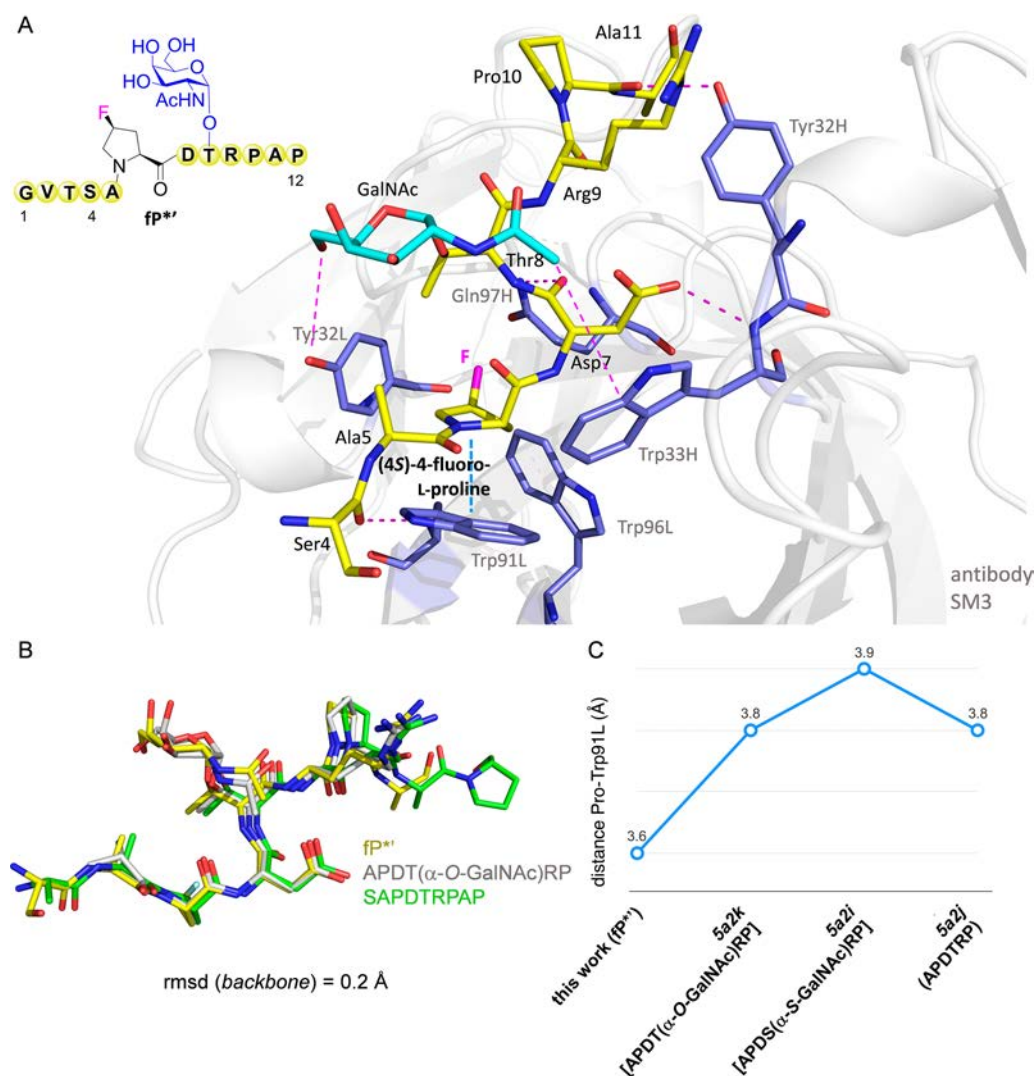 A
HO OH
HO
AcHN
O
O
F
N
O
G V T S A
D T R P A P
1
4
12
fP*′
Ala11
Pro10
Tyr32H
GalNAc
Arg9
Thr8
Gln97H
Tyr32L
F
Asp7
Ala5
(4S)-4-fluoro-
L-proline
Trp33H
Trp96L
Ser4
Trp91L
antibody
SM3
B
fP*′
APDT(α-O-GalNAc)RP
SAPDTRPAP
rmsd (backbone) = 0.2 Å
C
distance Pro-Trp91L (Å)
3.6
3.8
3.9
3.8
this work (fP*′)
5a2k
[APDT(α-O-GalNAc)RP]
5a2i
[APDS(α-S-GalNAc)RP]
5a2j
(APDTRP)